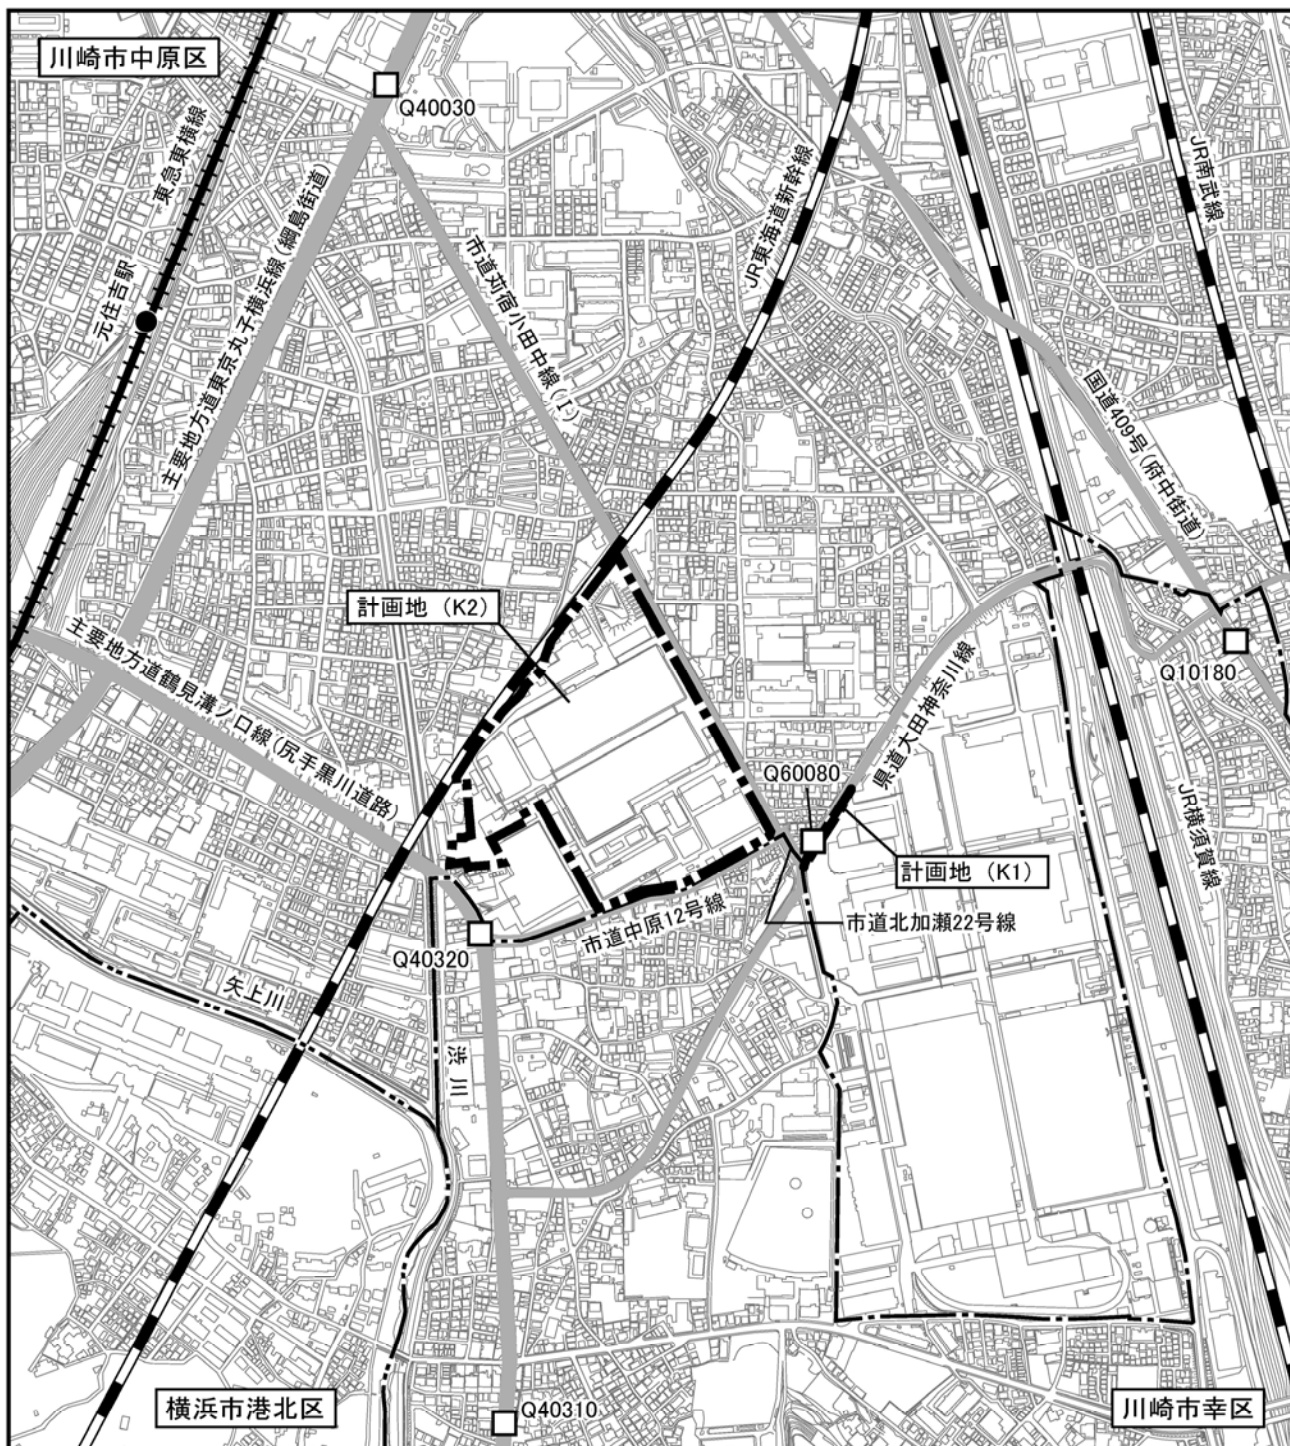 川崎市中原区
Q40030
東急東横線
元住吉駅
主要地方道東京丸子横浜線(綱島街道)
市道苅宿小田中線(Ⅰ)
JR東海道新幹線
JR南武線
国道409号(府中街道)
計画地 (K2)
主要地方道鶴見溝ノ口線(尻手黒川道路)
Q10180
県道大田神奈川線
Q60080
JR横須賀線
計画地 (K1)
市道北加瀬22号線
市道中原12号線
Q40320
矢上川
渋川
横浜市港北区
Q40310
川崎市幸区